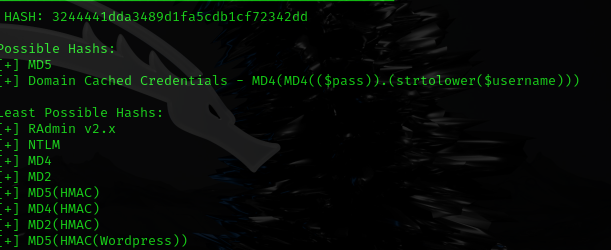 HASH: 3244441dda3489d1fa5cdb1cf72342dd
Possible Hashs:
[+] MD5
[+] Domain Cached Credentials - MD4(MD4(($pass)).(strtolower($username)))
Least Possible Hashs:
[+] RAdmin v2.x
[+] NTLM
[+] MD4
[+] MD2
[+] MD5(HMAC)
[+] MD4(HMAC)
[+] MD2(HMAC)
[+] MD5(HMAC(Wordpress))